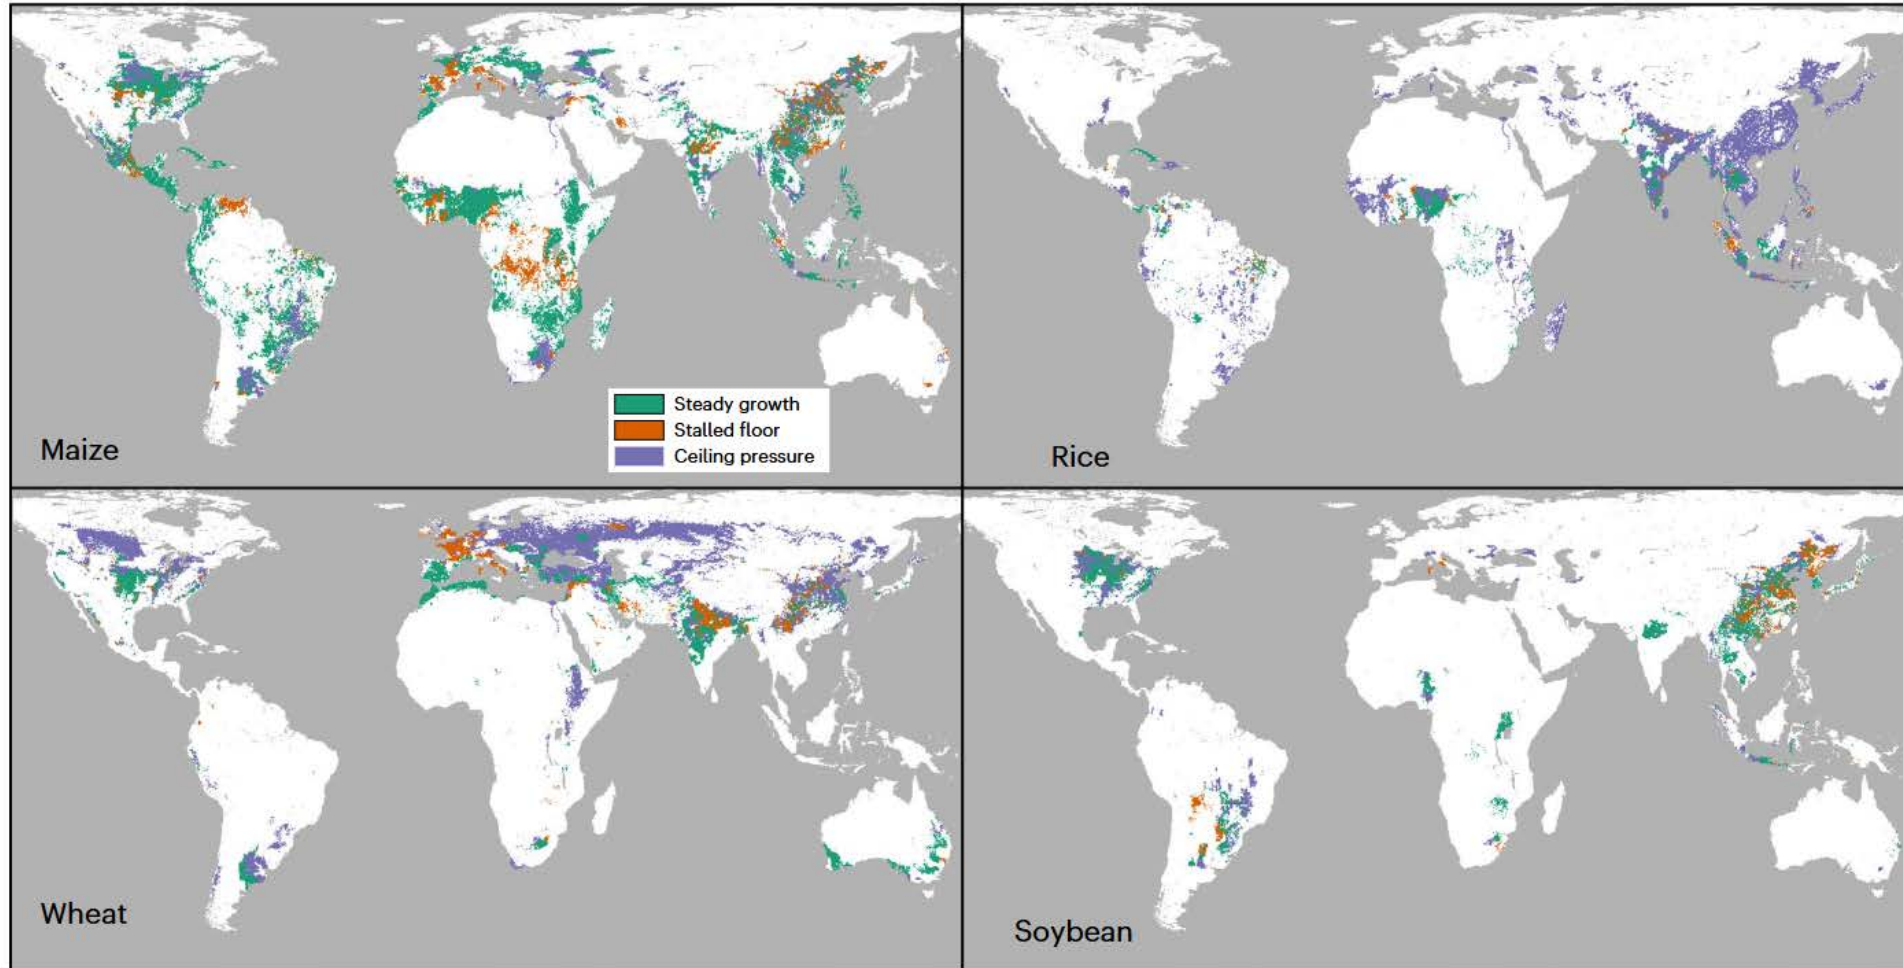 Steady growth
Stalled floor
Ceiling pressure
Maize
Rice
Wheat
Soybean